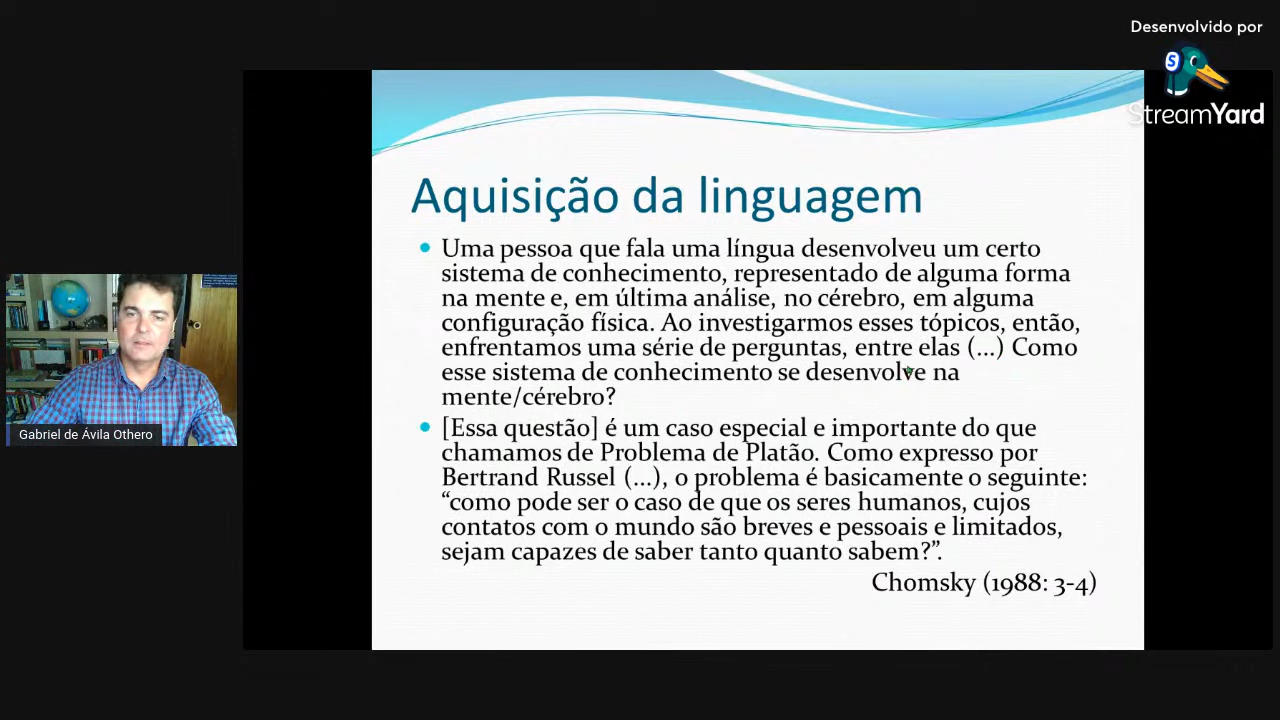 Desenvolvido por
StreamYard
Aquisição da linguagem
Uma pessoa que fala uma língua desenvolveu um certo
sistema de conhecimento, representado de alguma forma
na mente e, em última análise, no cérebro, em alguma
configuração física. Ao investigarmos esses tópicos, então,
enfrentamos uma série de perguntas, entre elas (...) Como
esse sistema de conhecimento se desenvolve na
mente/cérebro?
[Essa questão] é um caso especial e importante do que
chamamos de Problema de Platão. Como expresso por
Bertrand Russel (...), o problema é basicamente o seguinte:
“como pode ser o caso de que os seres humanos, cujos
contatos com o mundo são breves e pessoais e limitados,
sejam capazes de saber tanto quanto sabem?”.
Chomsky (1988: 3-4)
Gabriel de Ávila Othero